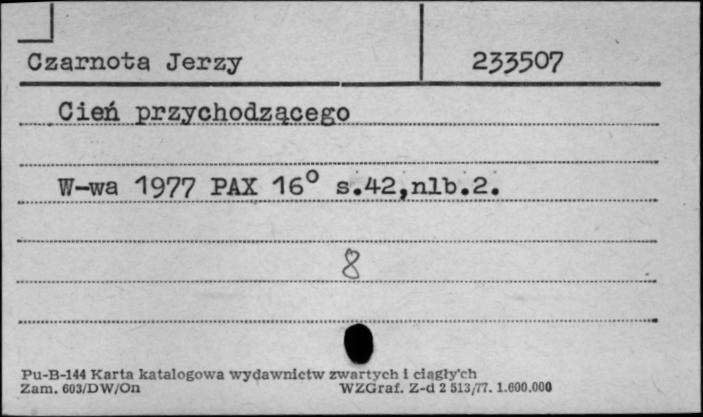 Czarnota Jerzy 233507
Cień przychodzącego
W-wa 1977 PAX 16° s.42,nlb.2.
8
Pu-B-144 Karta katalogowa wydawnictw zwartych i ciągłych
Zam. 603/DW/On WZGraf. Z-d 2 513/77. 1.600.000